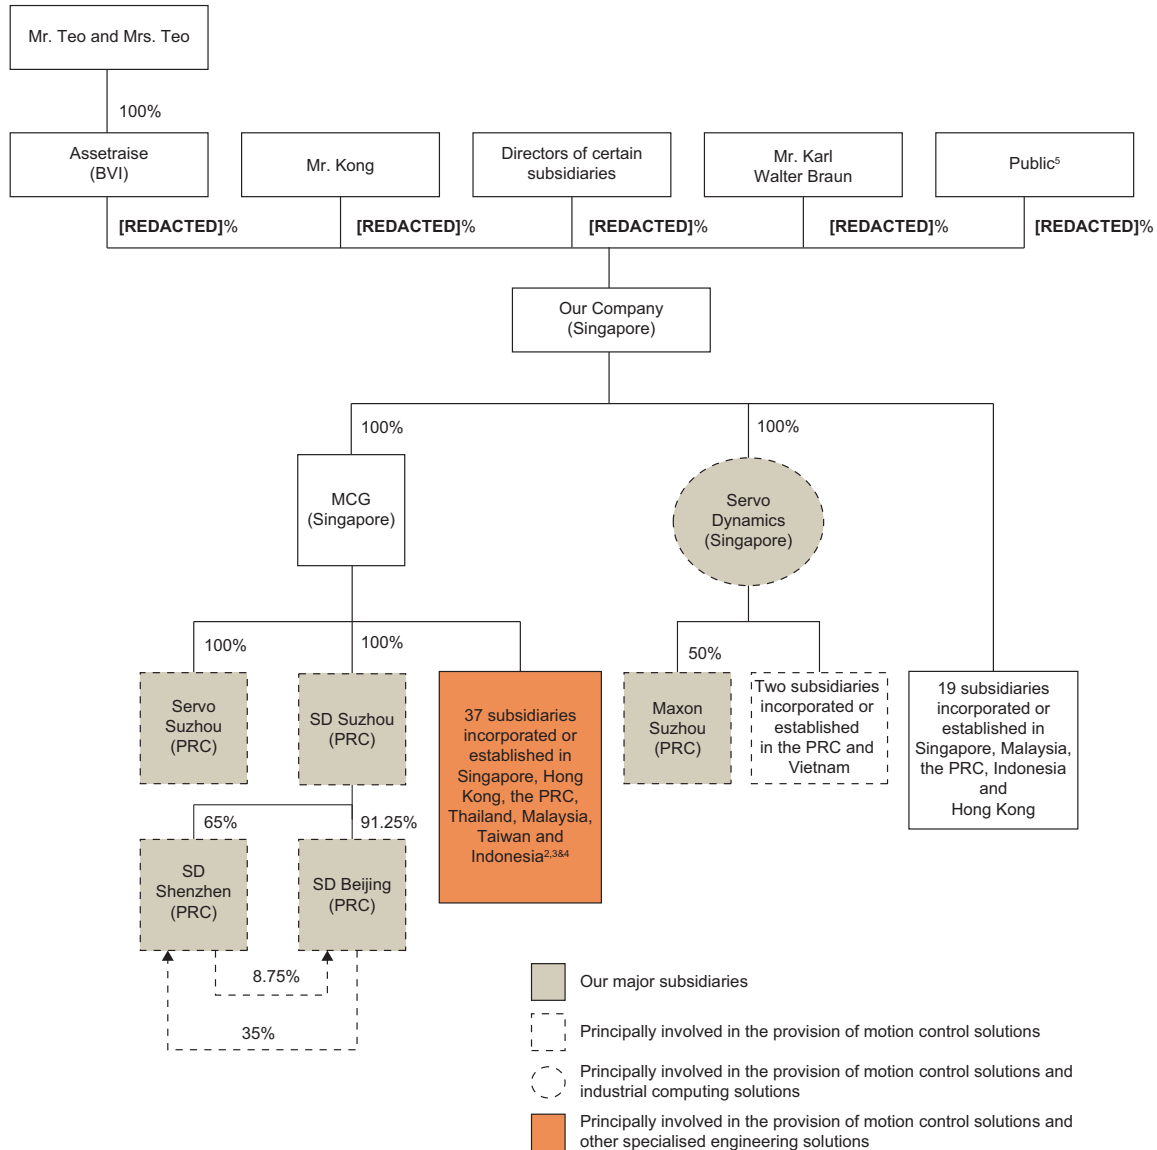 Mr. Teo and Mrs. Teo
100%
Assetraise
(BVI)
Mr. Kong
Directors of certain
subsidiaries
Mr. Karl
Walter Braun
Public⁵
[REDACTED]%
[REDACTED]%
[REDACTED]%
[REDACTED]%
[REDACTED]%
Our Company
(Singapore)
100%
100%
MCG
(Singapore)
Servo
Dynamics
(Singapore)
100%
100%
50%
Servo
Suzhou
(PRC)
SD Suzhou
(PRC)
37 subsidiaries
incorporated or
established in
Singapore, Hong
Kong, the PRC,
Thailand, Malaysia,
Taiwan and
Indonesia²,³&⁴
Maxon
Suzhou
(PRC)
Two subsidiaries
incorporated or
established
in the PRC and
Vietnam
19 subsidiaries
incorporated or
established in
Singapore, Malaysia,
the PRC, Indonesia
and
Hong Kong
65%
91.25%
SD
Shenzhen
(PRC)
SD Beijing
(PRC)
8.75%
35%
Our major subsidiaries
Principally involved in the provision of motion control solutions
Principally involved in the provision of motion control solutions and
industrial computing solutions
Principally involved in the provision of motion control solutions and
other specialised engineering solutions